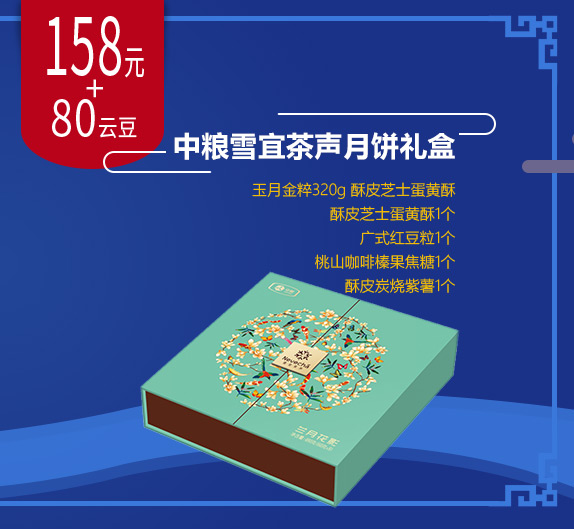 158元
+
80云豆
中粮雪宜茶声月饼礼盒
玉月金粹320g 酥皮芝士蛋黄酥
酥皮芝士蛋黄酥1个
广式红豆粒1个
桃山咖啡榛果焦糖1个
酥皮炭烧紫薯1个
Nevecha